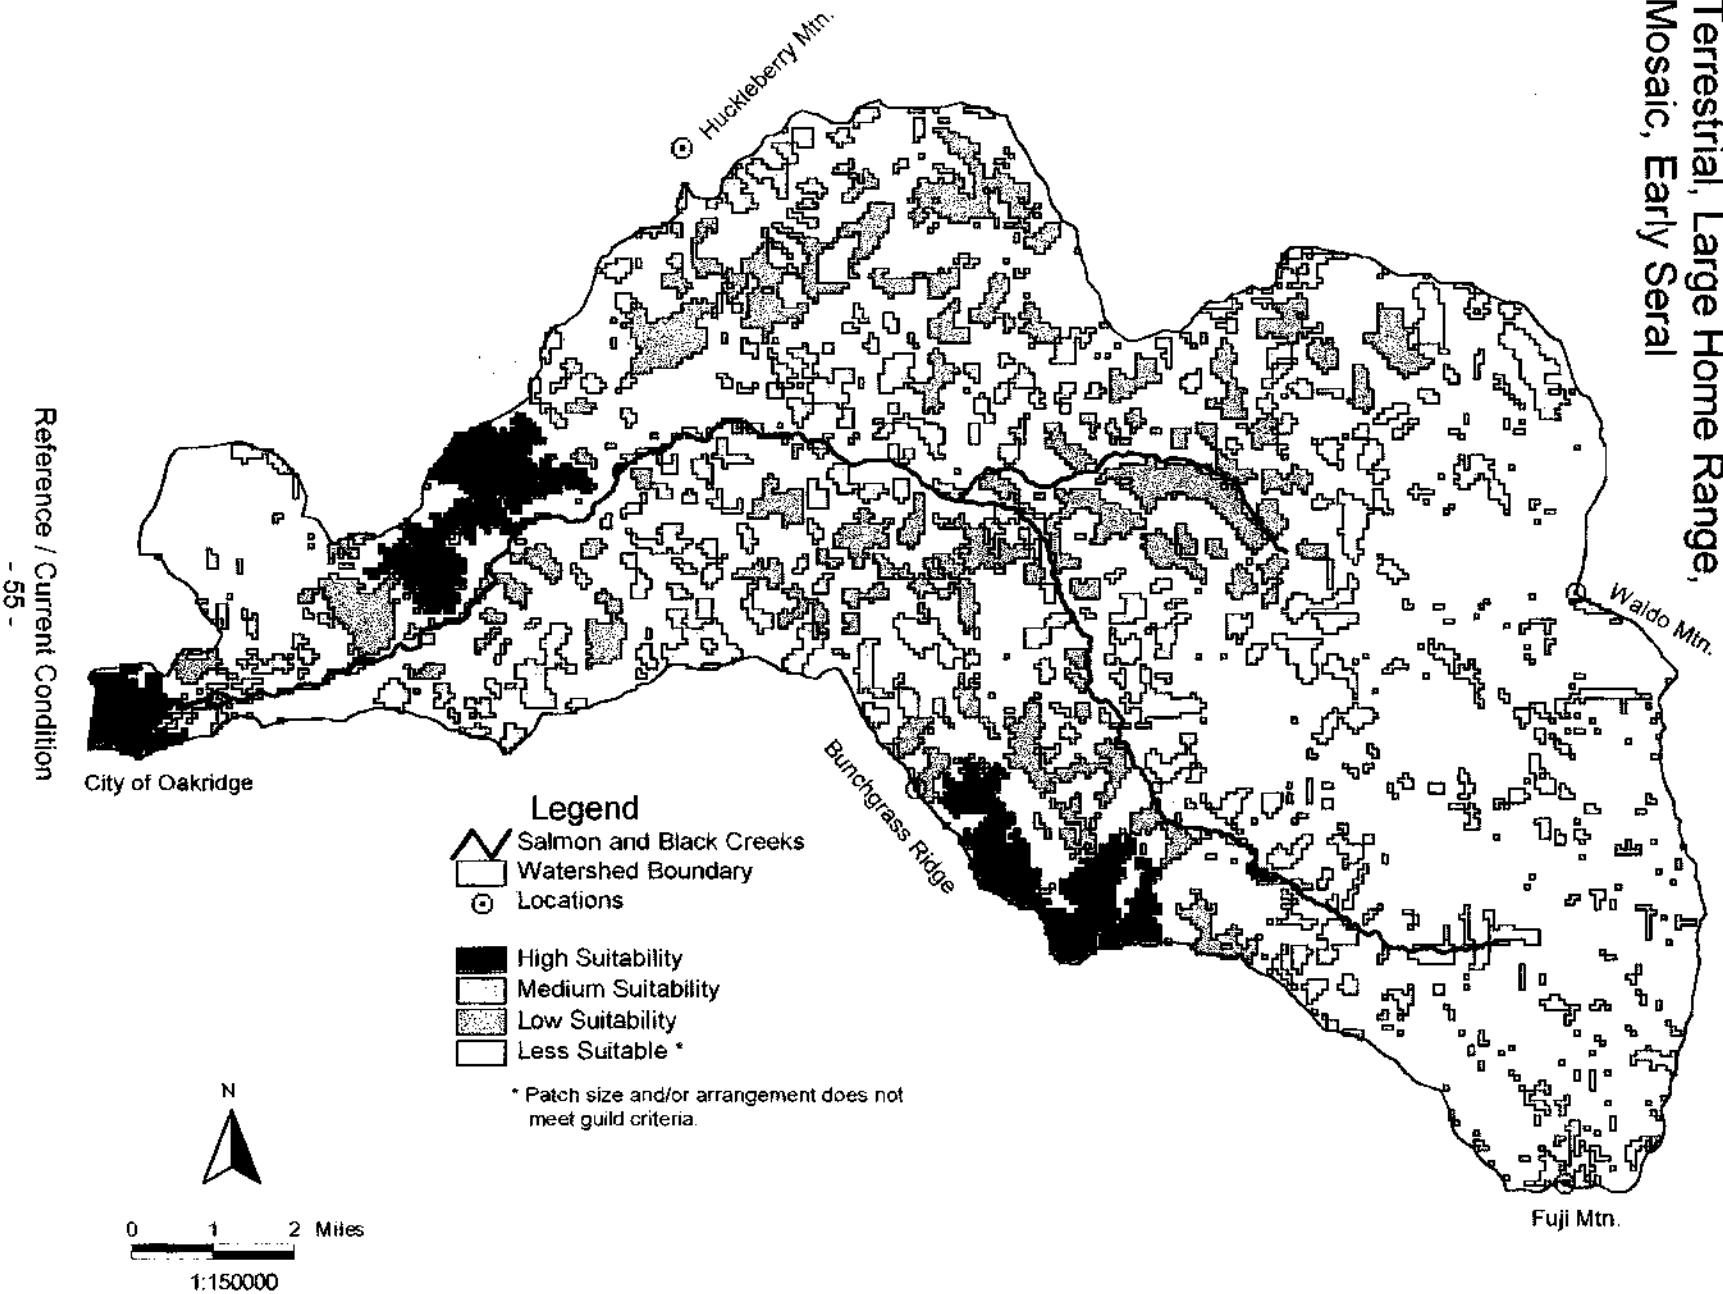 Terrestrial, Large Home Range,
Mosaic, Early Seral
Huckleberry Mtn.
Waldo Mtn.
Bunchgrass Ridge
City of Oakridge
Fuji Mtn.
Legend
Salmon and Black Creeks
Watershed Boundary
Locations
High Suitability
Medium Suitability
Low Suitability
Less Suitable *
* Patch size and/or arrangement does not
meet guild criteria.
N
0 1 2 Miles
1:150000
Reference / Current Condition
- 55 -